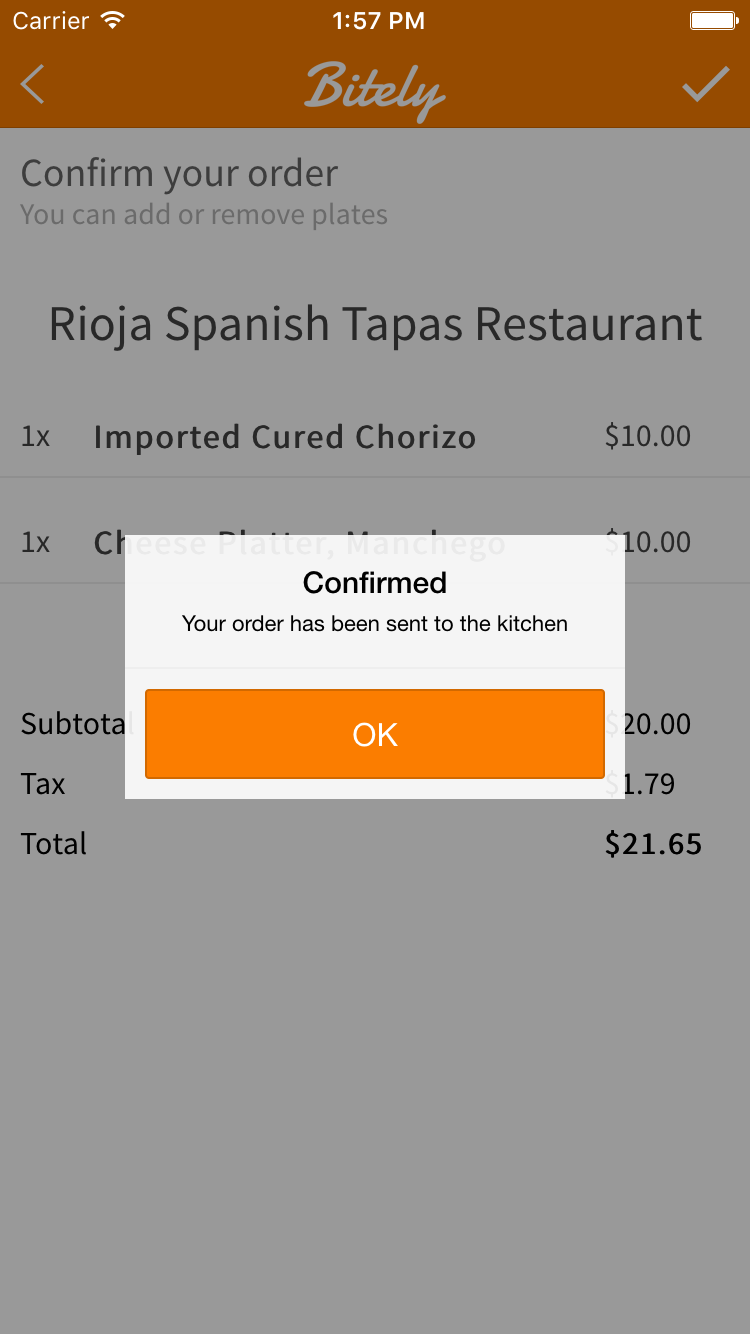 Carrier 1:57 PM
Bitely
Confirm your order
You can add or remove plates
Rioja Spanish Tapas Restaurant
1x Imported Cured Chorizo $10.00
1x Cheese Platter, Manchego $10.00
Confirmed
Your order has been sent to the kitchen
OK
Subtotal $20.00
Tax $1.79
Total $21.65